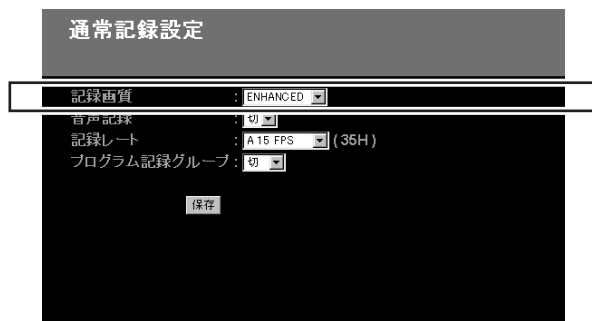 通常記録設定
記録画質 : ENHANCED
音声記録 : 切
記録レート : A 15 FPS (35H)
プログラム記録グループ : 切
保存